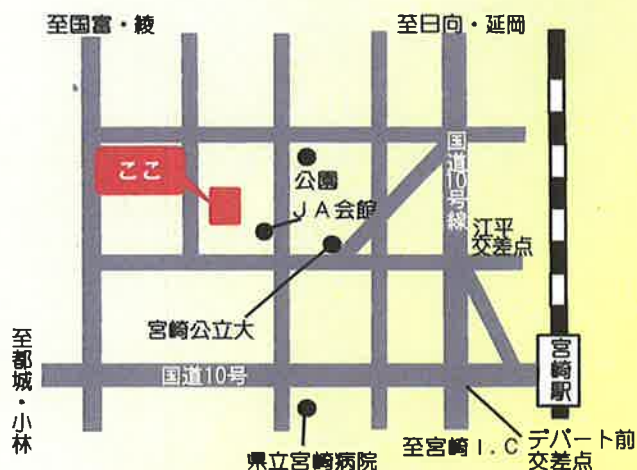 至国富・綾
至日向・延岡
ここ
公園
JA会館
国道10号線
江平
交差点
宮崎公立大
至都城・小林
国道10号
宮崎駅
県立宮崎病院
至宮崎I.C
デパート前
交差点